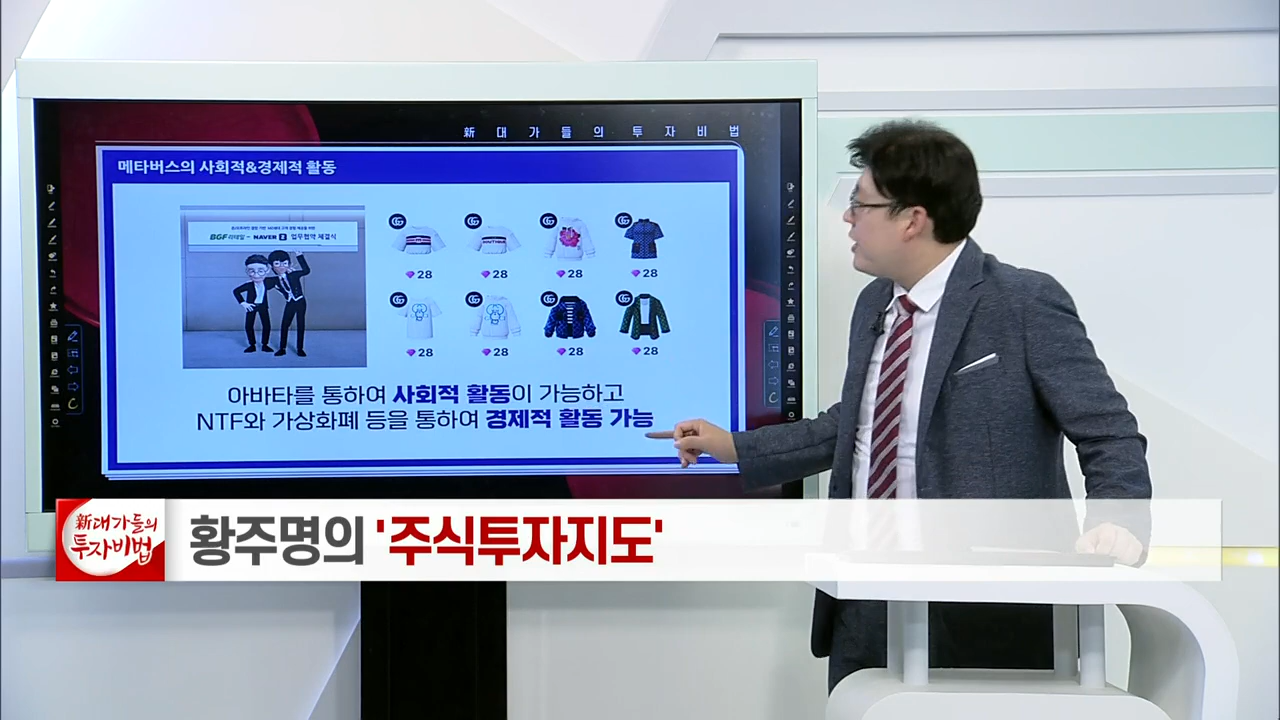 新 대 가 들 의 투 자 비 법
메타버스의 사회적&경제적 활동
BGF 리테일 - NAVER Z 업무협약 체결식
28 28 28 28
28 28 28 28
아바타를 통하여 사회적 활동이 가능하고
NTF와 가상화폐 등을 통하여 경제적 활동 가능
新대가들의
투자비법
황주명의 '주식투자지도'